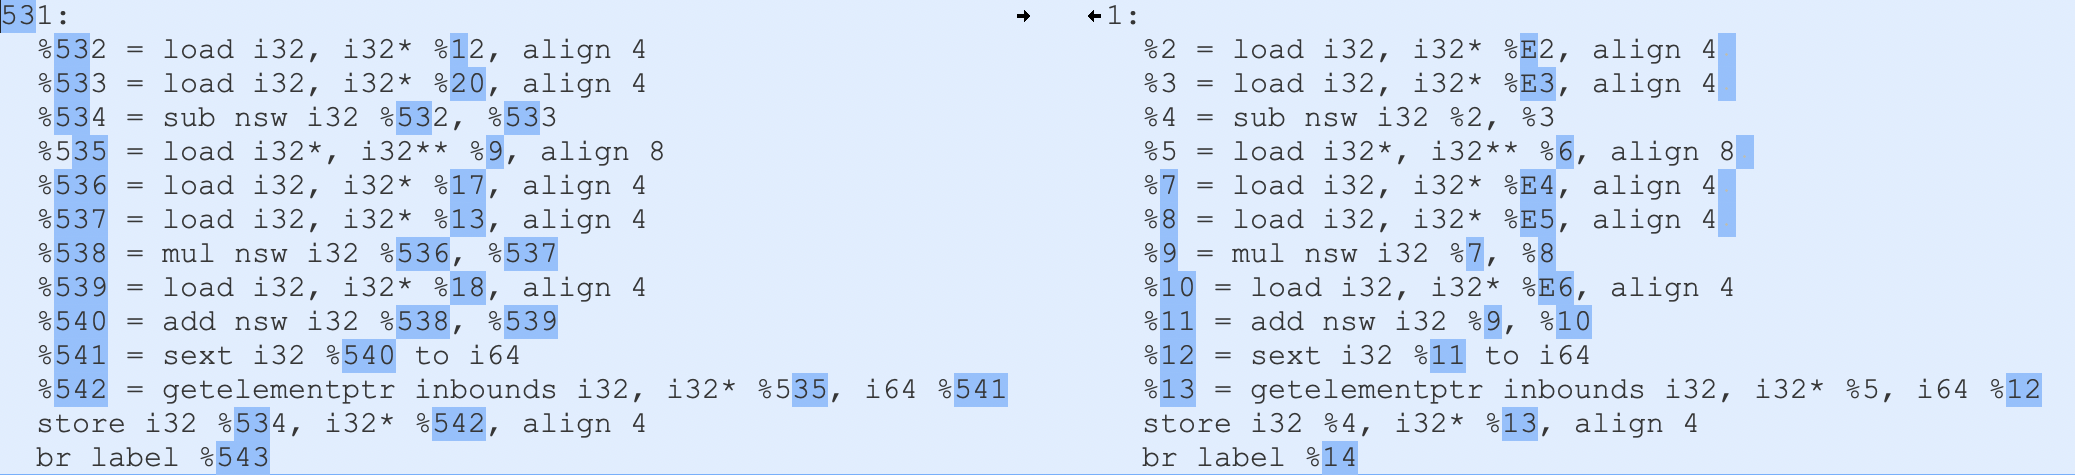 531:
%532 = load i32, i32* %12, align 4
%533 = load i32, i32* %20, align 4
%534 = sub nsw i32 %532, %533
%535 = load i32*, i32** %9, align 8
%536 = load i32, i32* %17, align 4
%537 = load i32, i32* %13, align 4
%538 = mul nsw i32 %536, %537
%539 = load i32, i32* %18, align 4
%540 = add nsw i32 %538, %539
%541 = sext i32 %540 to i64
%542 = getelementptr inbounds i32, i32* %535, i64 %541
store i32 %534, i32* %542, align 4
br label %543
1:
%2 = load i32, i32* %E2, align 4
%3 = load i32, i32* %E3, align 4
%4 = sub nsw i32 %2, %3
%5 = load i32*, i32** %6, align 8
%7 = load i32, i32* %E4, align 4
%8 = load i32, i32* %E5, align 4
%9 = mul nsw i32 %7, %8
%10 = load i32, i32* %E6, align 4
%11 = add nsw i32 %9, %10
%12 = sext i32 %11 to i64
%13 = getelementptr inbounds i32, i32* %5, i64 %12
store i32 %4, i32* %13, align 4
br label %14